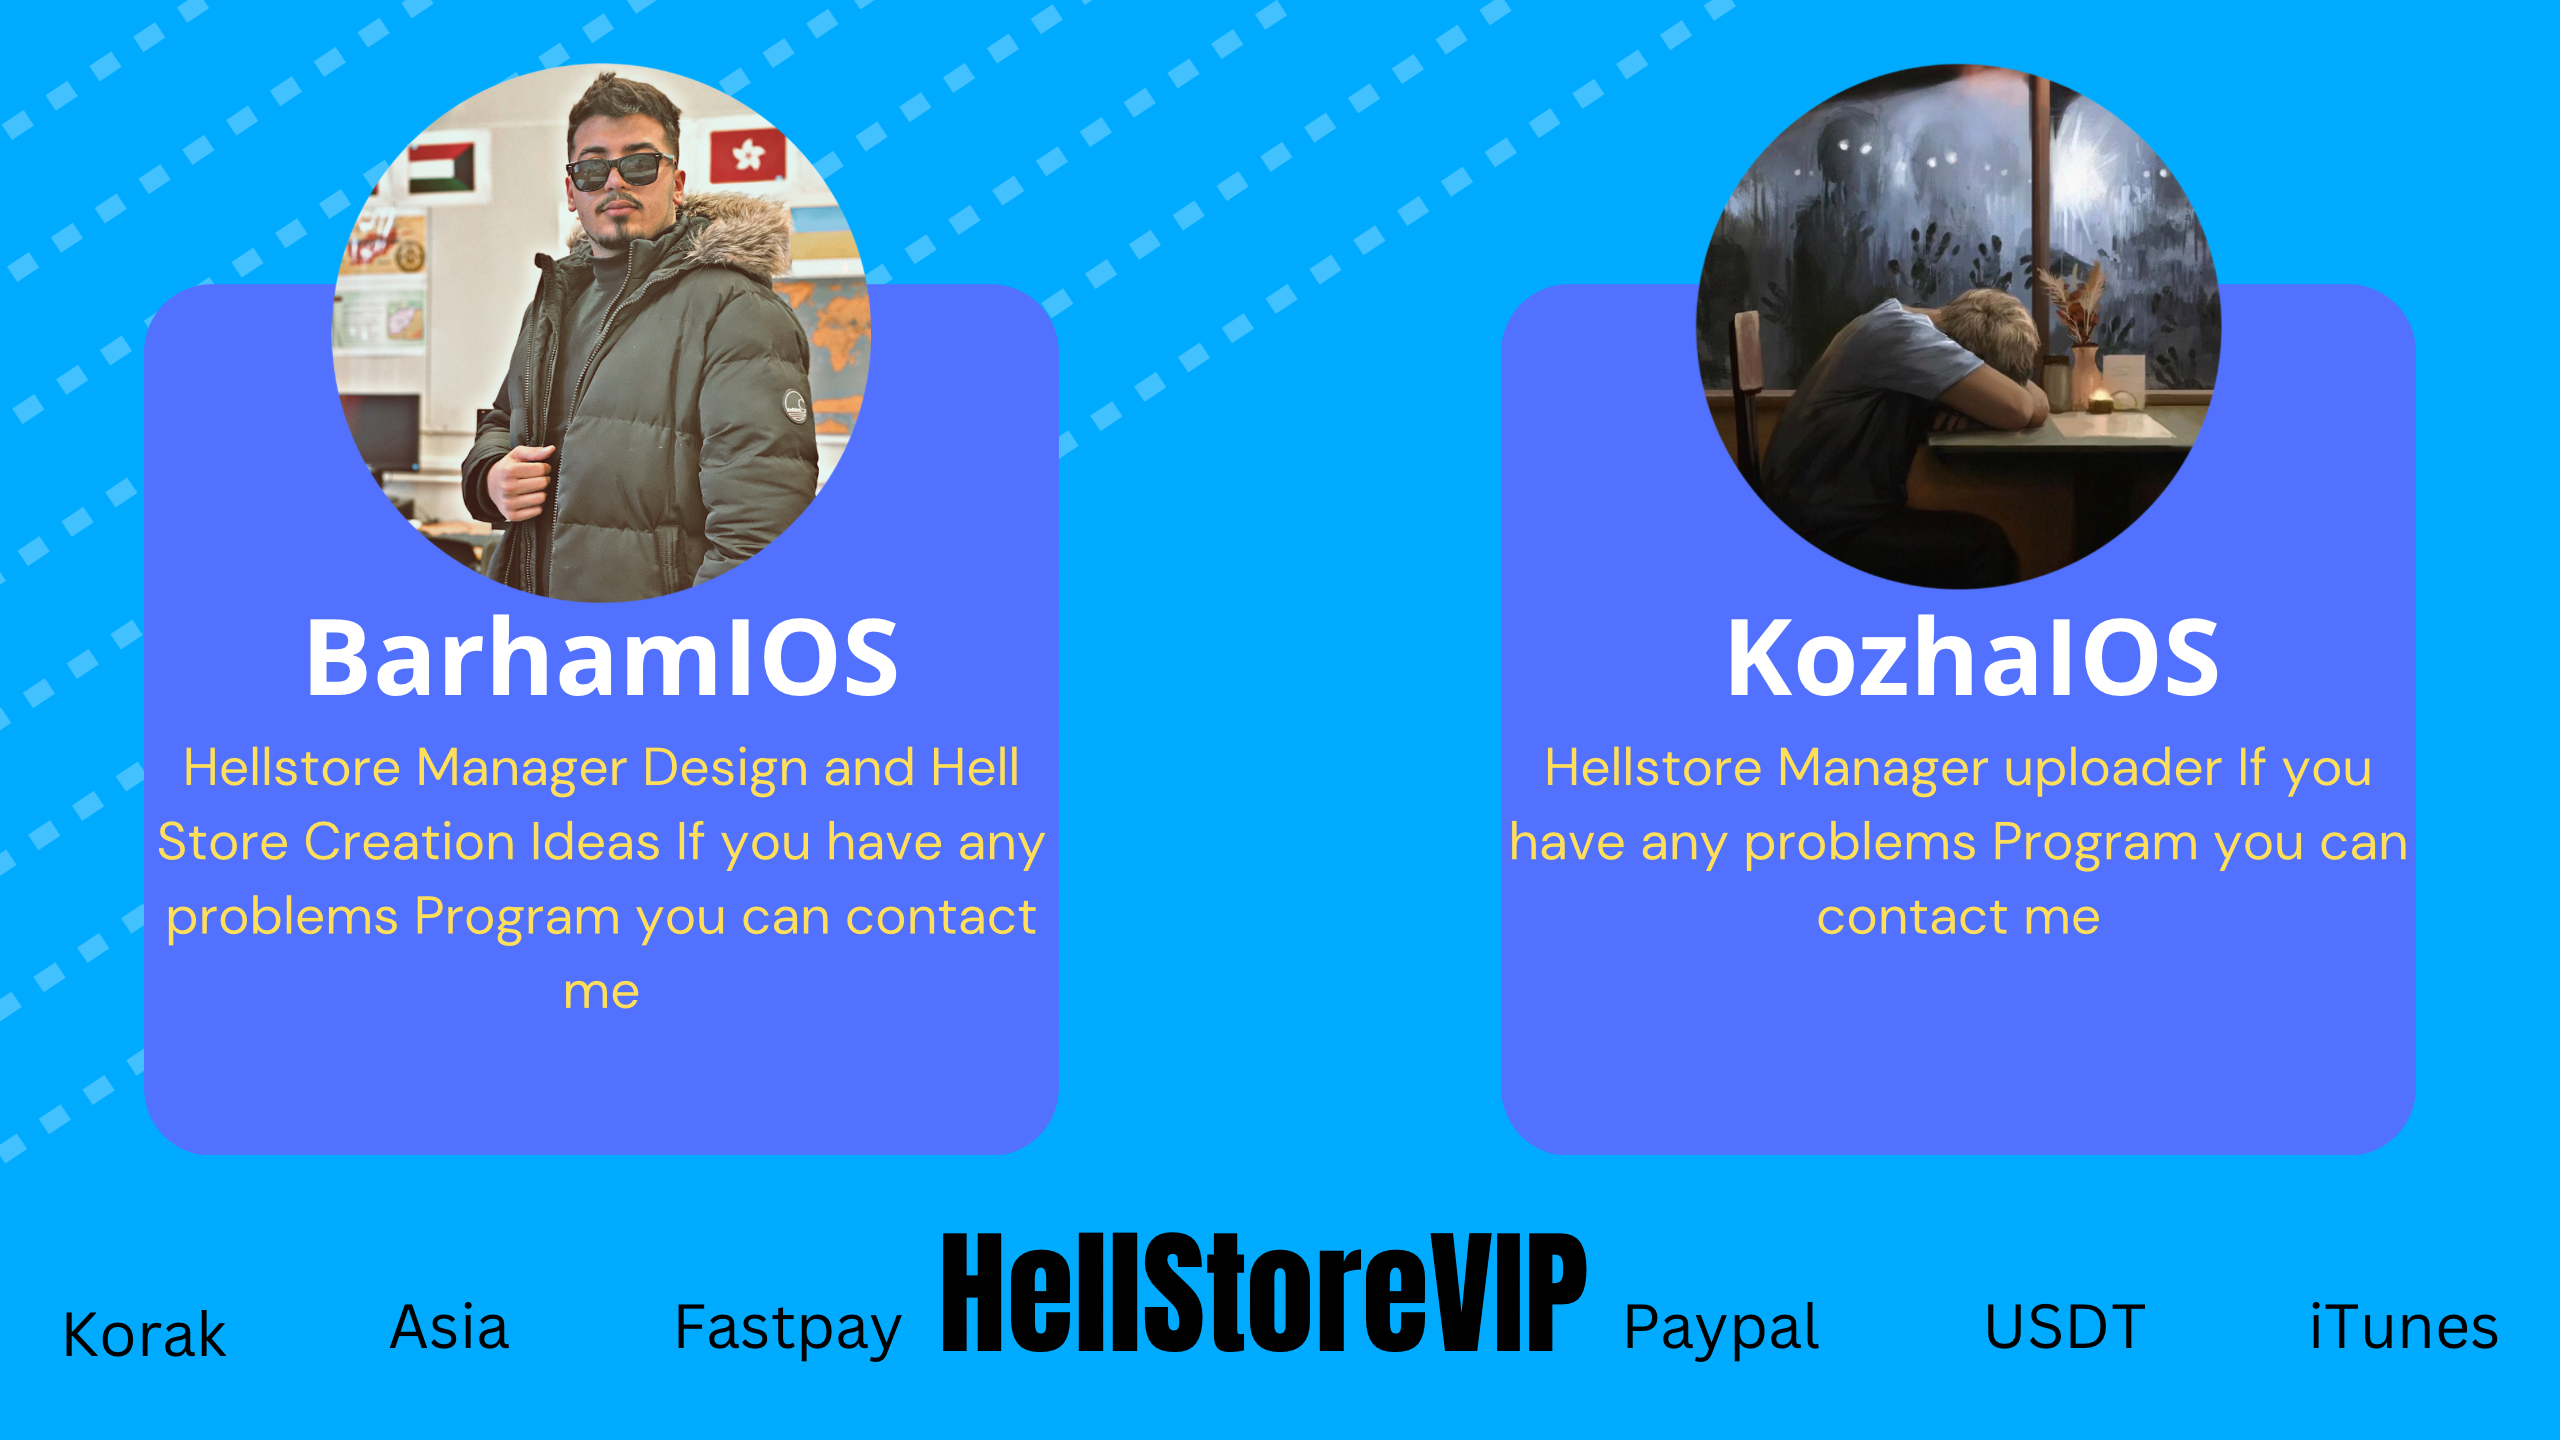 BarhamIOS
Hellstore Manager Design and Hell
Store Creation Ideas If you have any
problems Program you can contact
me
KozhaIOS
Hellstore Manager uploader If you
have any problems Program you can
contact me
Korak
Asia
Fastpay
HellStoreVIP
Paypal
USDT
iTunes